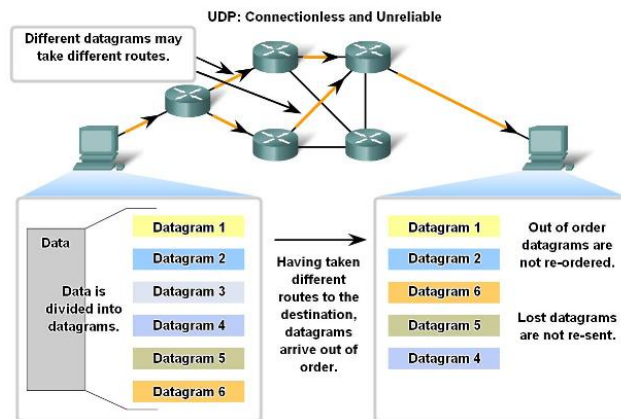 UDP: Connectionless and Unreliable
Different datagrams may
take different routes.
Data
Data is
divided into
datagrams.
Datagram 1
Datagram 2
Datagram 3
Datagram 4
Datagram 5
Datagram 6
Having taken
different
routes to the
destination,
datagrams
arrive out of
order.
Datagram 1
Datagram 2
Datagram 6
Datagram 5
Datagram 4
Out of order
datagrams are
not re-ordered.
Lost datagrams
are not re-sent.